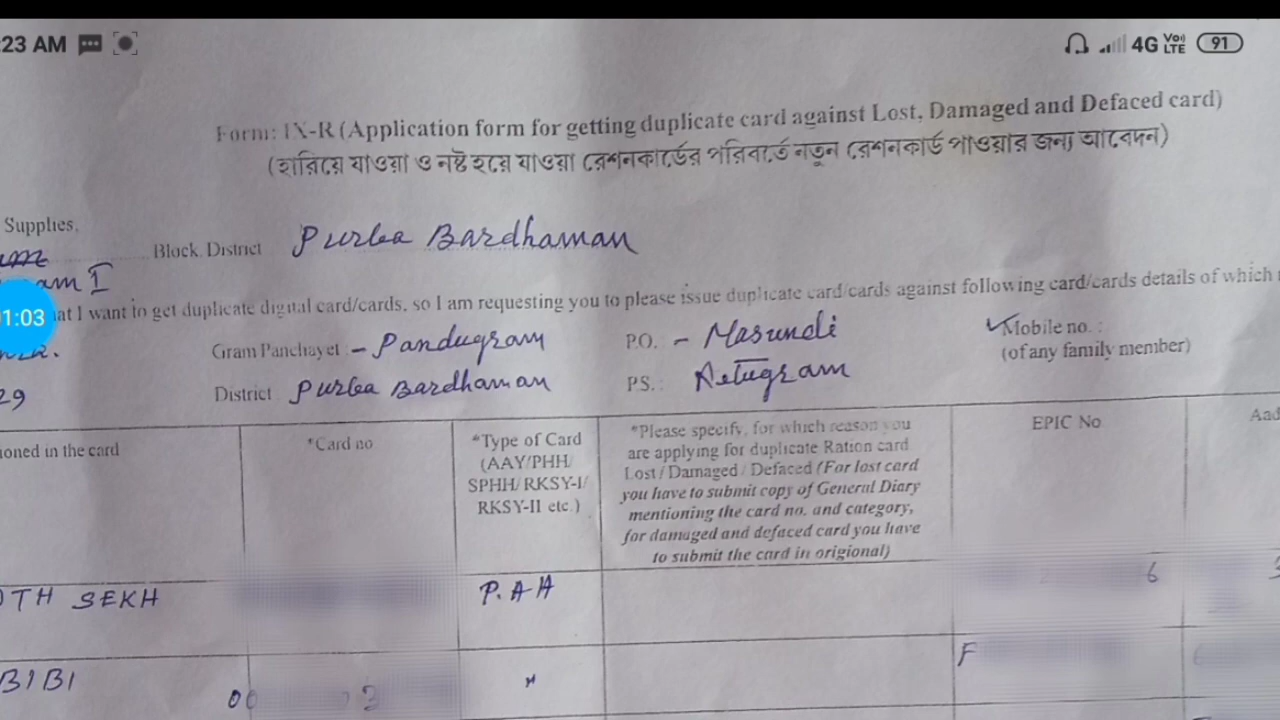 :23 AM
4G Vo) LTE 91
Form: IX-R (Application form for getting duplicate card against Lost, Damaged and Defaced card)
(হারিয়ে যাওয়া ও নষ্ট হয়ে যাওয়া রেশনকার্ডের পরিবর্তে নতুন রেশনকার্ড পাওয়ার জন্য আবেদন)
Supplies,
Block, District Purba Bardhaman
am I
1:03 at I want to get duplicate digital card/cards, so I am requesting you to please issue duplicate card/cards against following card/cards details of which
Gram Panchayet :- Pandugram P.O. - Masundi Mobile no. :
(of any family member)
29 District Purba Bardhaman PS.: Ketugram
ioned in the card *Card no *Type of Card (AAY/PHH/ SPHH/ RKSY-I/ RKSY-II etc.) *Please specify, for which reason you are applying for duplicate Ration card Lost / Damaged / Defaced (For lost card you have to submit copy of General Diary mentioning the card no. and category, for damaged and defaced card you have to submit the card in origional) EPIC No Aad
OTH SEKH P.H.H 6
BIBI 00 3 " F